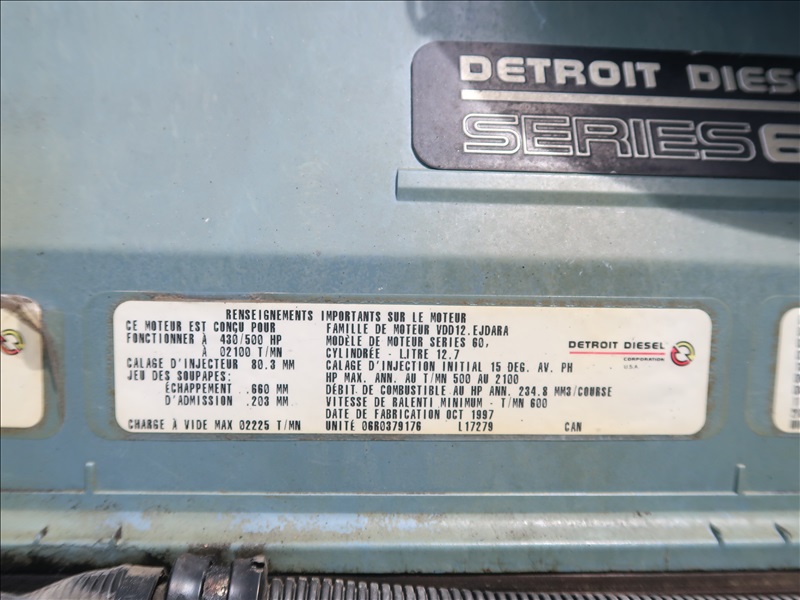 DETROIT DIESE
SERIES 6
RENSEIGNEMENTS IMPORTANTS SUR LE MOTEUR
CE MOTEUR EST CONÇU POUR
FONCTIONNER À 430/500 HP
À 02100 T/MN
CALAGE D'INJECTEUR 80.3 MM
JEU DES SOUPAPES:
ÉCHAPPEMENT .660 MM
D'ADMISSION .203 MM
CHARGE À VIDE MAX 02225 T/MN
FAMILLE DE MOTEUR VDD12.EJDARA
MODÈLE DE MOTEUR SERIES 60,
CYLINDRÉE - LITRE 12.7
CALAGE D'INJECTION INITIAL 15 DEG. AV. PH
HP MAX. ANN. AU T/MN 500 AU 2100
DÉBIT DE COMBUSTIBLE AU HP ANN. 234.8 MM3/COURSE
VITESSE DE RALENTI MINIMUM - T/MN 600
DATE DE FABRICATION OCT 1997
UNITÉ 06R0379176 L17279 CAN
DETROIT DIESEL
CORPORATION
U.S.A.